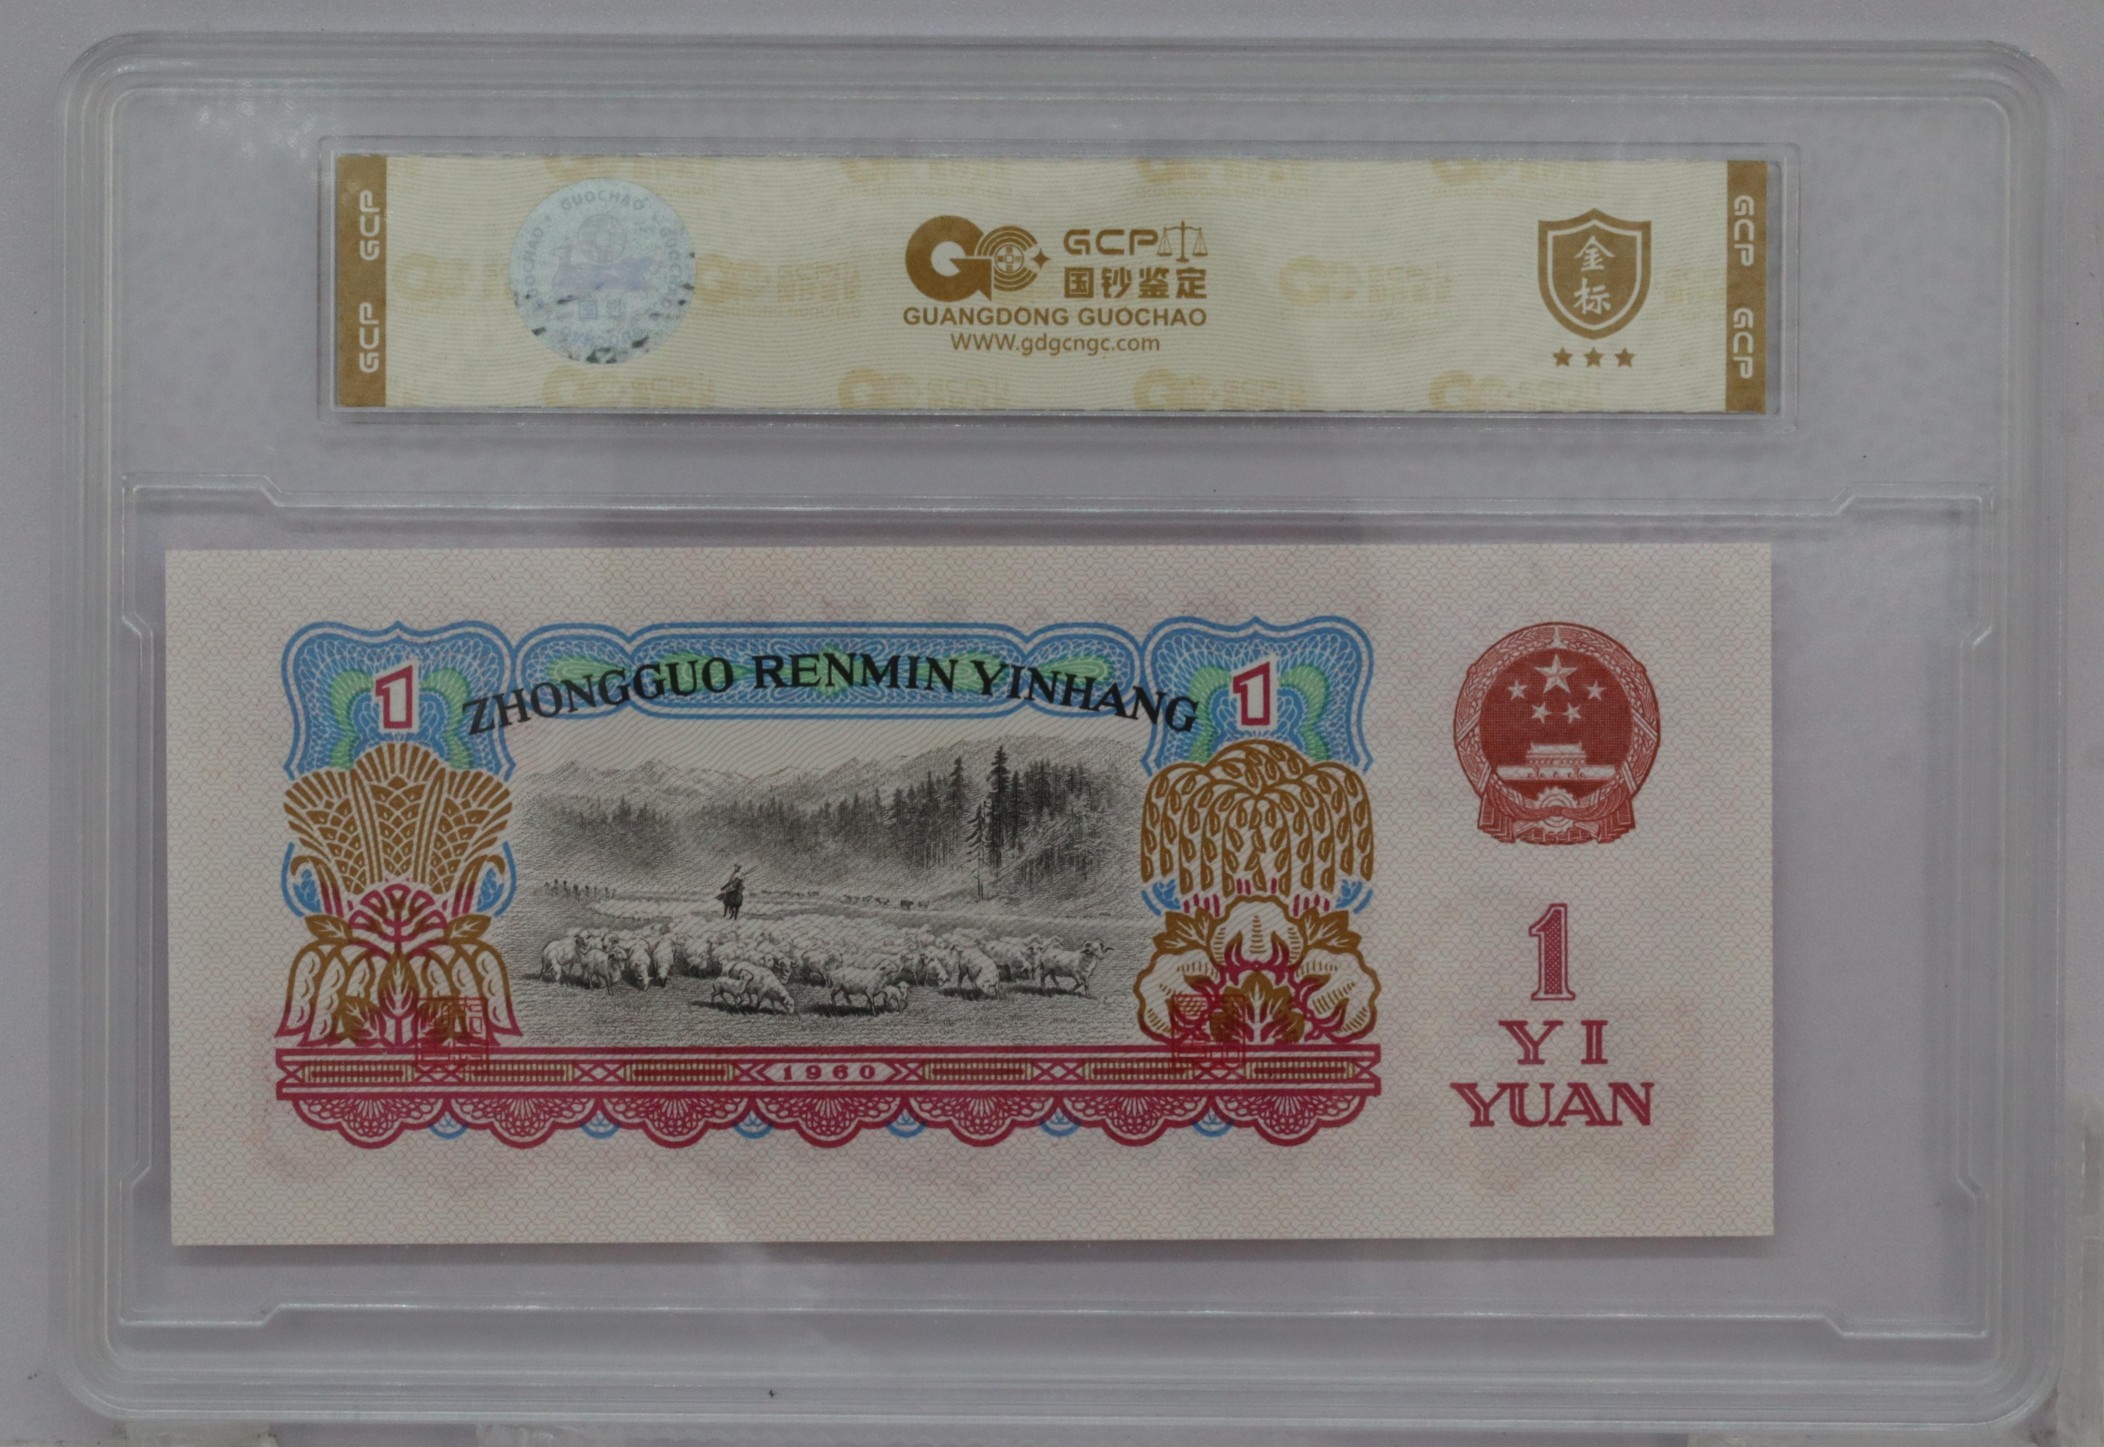 GCP
GCP
GUOCHAO
GCP
国钞鉴定
GUANGDONG GUOCHAO
WWW.gdgcngc.com
金标
GCP
GCP
1
ZHONGGUO RENMIN YINHANG
1
1960
1
YI
YUAN